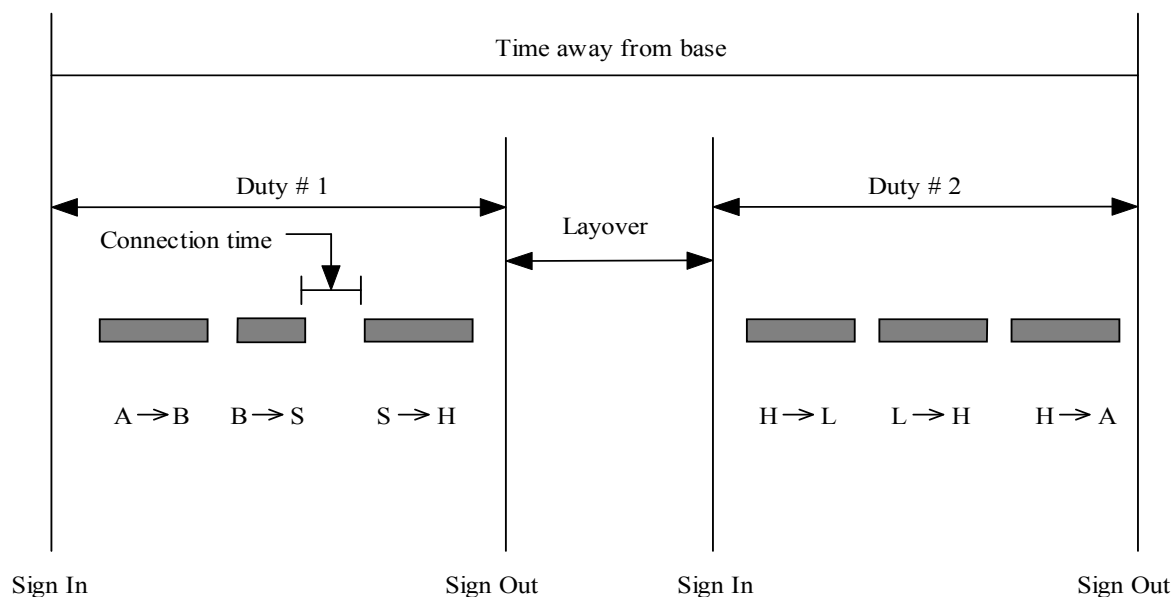 Time away from base
Duty # 1
Duty # 2
Layover
Connection time
A → B
B → S
S → H
H → L
L → H
H → A
Sign In
Sign Out
Sign In
Sign Out